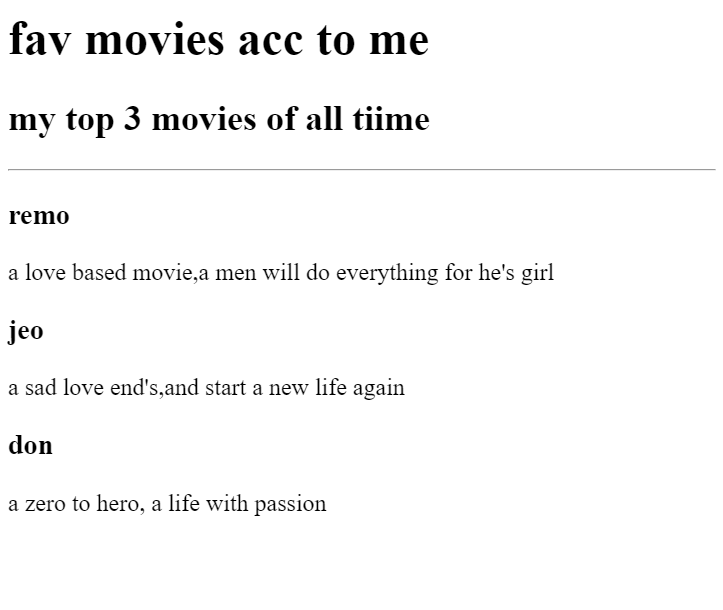 fav movies acc to me
my top 3 movies of all tiime
remo
a love based movie,a men will do everything for he's girl
jeo
a sad love end's,and start a new life again
don
a zero to hero, a life with passion